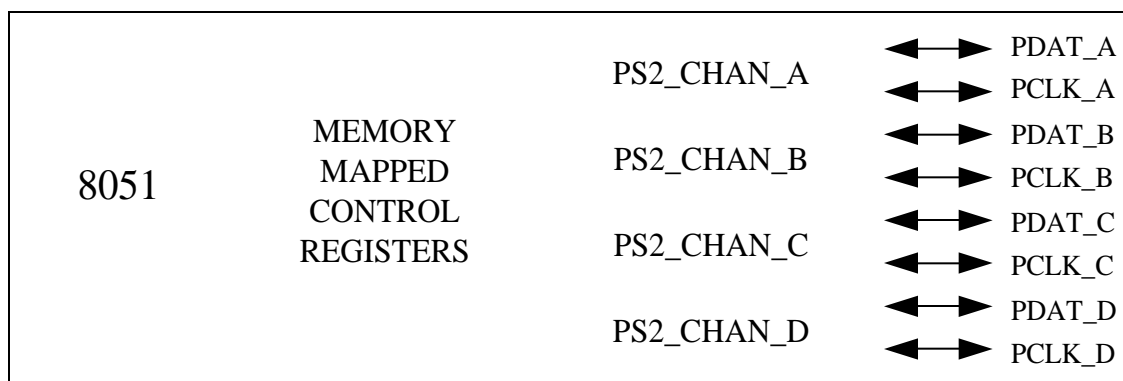 8051
MEMORY
MAPPED
CONTROL
REGISTERS
PS2_CHAN_A
PS2_CHAN_B
PS2_CHAN_C
PS2_CHAN_D
PDAT_A
PCLK_A
PDAT_B
PCLK_B
PDAT_C
PCLK_C
PDAT_D
PCLK_D